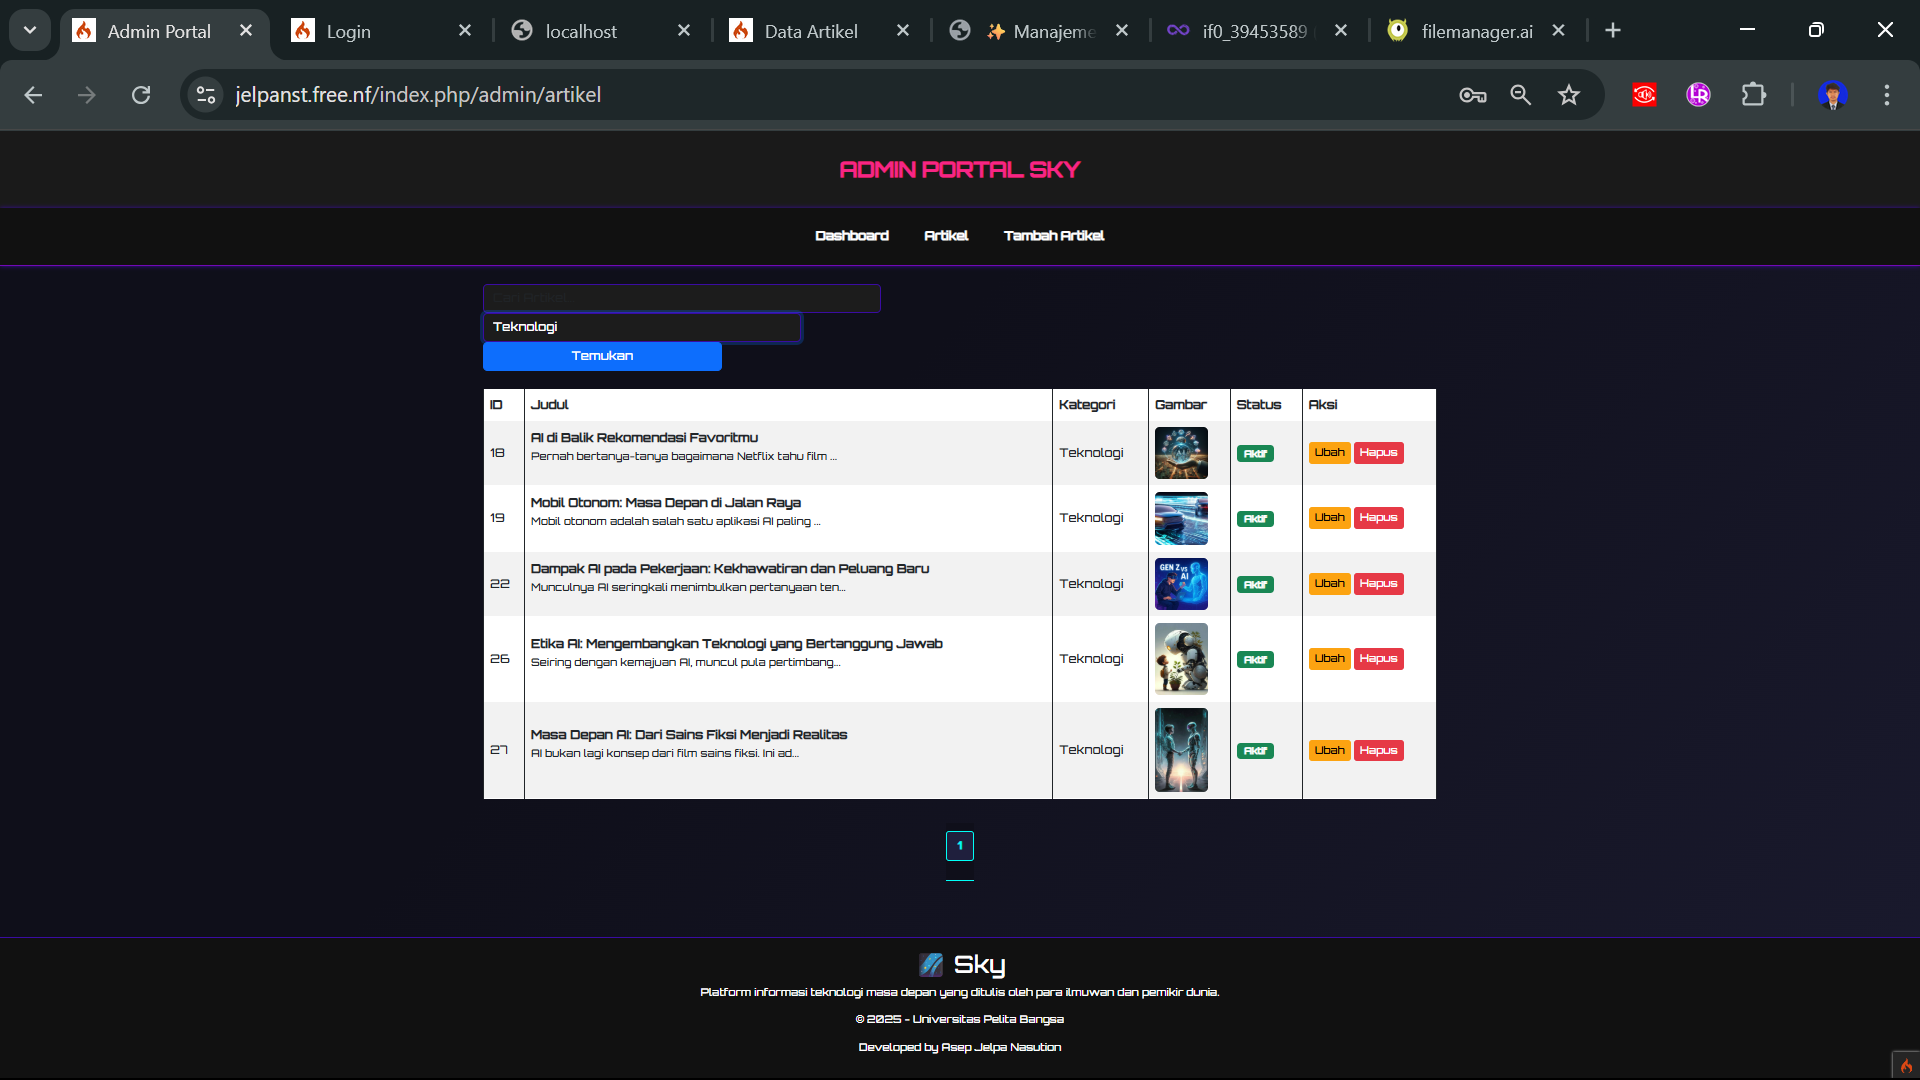 Admin Portal
Login
localhost
Data Artikel
✨ Manajeme
if0_39453589
filemanager.ai
jelpanst.free.nf/index.php/admin/artikel
ADMIN PORTAL SKY
Dashboard Artikel Tambah Artikel
Teknologi
Temukan
ID Judul Kategori Gambar Status Aksi
18 AI di Balik Rekomendasi Favoritmu Teknologi Aktif Ubah Hapus
Pernah bertanya-tanya bagaimana Netflix tahu film ...
19 Mobil Otonom: Masa Depan di Jalan Raya Teknologi Aktif Ubah Hapus
Mobil otonom adalah salah satu aplikasi AI paling ...
22 Dampak AI pada Pekerjaan: Kekhawatiran dan Peluang Baru Teknologi GEN Z vs AI Aktif Ubah Hapus
Munculnya AI seringkali menimbulkan pertanyaan ten...
26 Etika AI: Mengembangkan Teknologi yang Bertanggung Jawab Teknologi Aktif Ubah Hapus
Seiring dengan kemajuan AI, muncul pula pertimbang...
27 Masa Depan AI: Dari Sains Fiksi Menjadi Realitas Teknologi Aktif Ubah Hapus
AI bukan lagi konsep dari film sains fiksi. Ini ad...
1
Sky
Platform informasi teknologi masa depan yang ditulis oleh para ilmuwan dan pemikir dunia.
© 2025 - Universitas Pelita Bangsa
Developed by Asep Jelpa Nasution